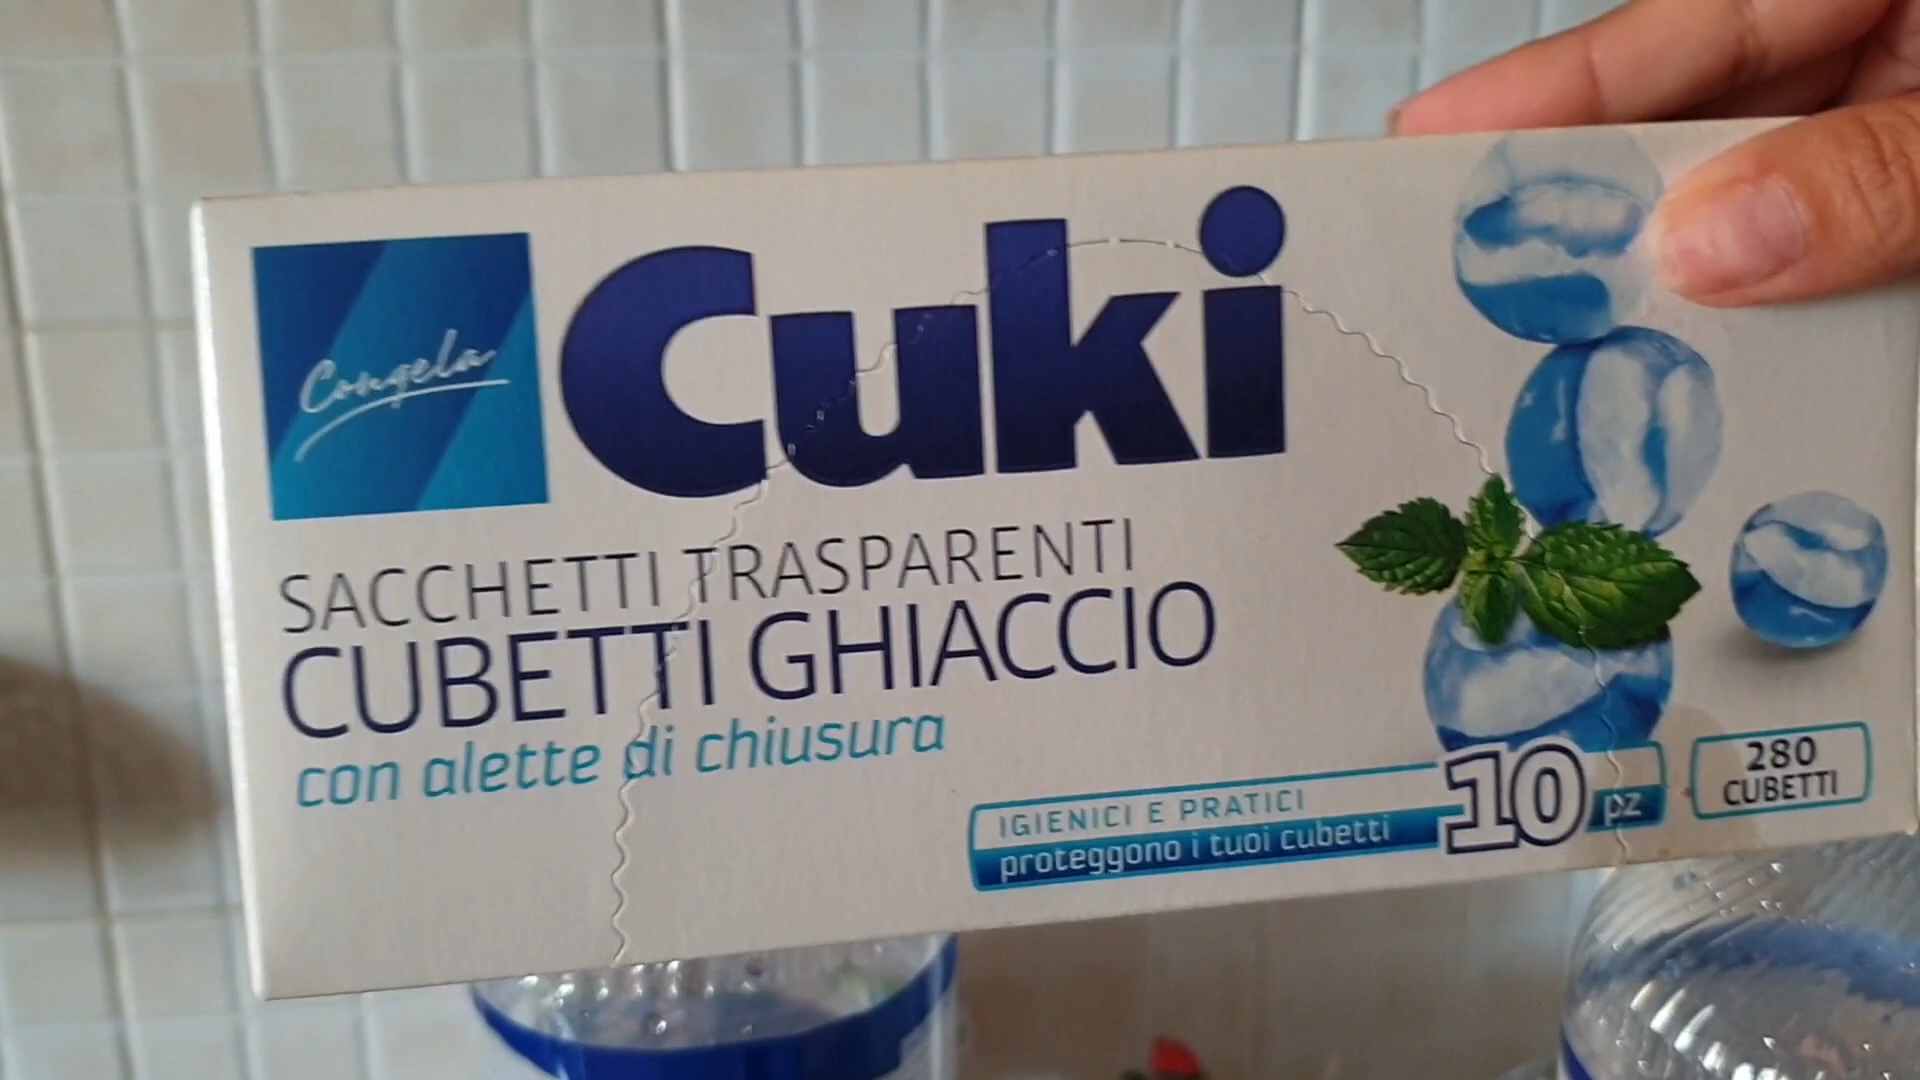 Congela
Cuki
SACCHETTI TRASPARENTI
CUBETTI GHIACCIO
con alette di chiusura
IGIENICI E PRATICI
proteggono i tuoi cubetti
10 pz
280
CUBETTI